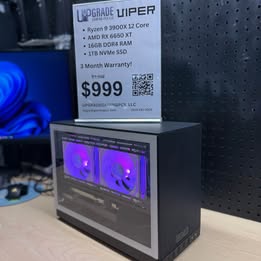 UPGRADE VIPER
• Ryzen 9 3900X 12 Core
• AMD RX 6650 XT
• 16GB DDR4 RAM
• 1TB NVMe SSD
3 Month Warranty!
$999